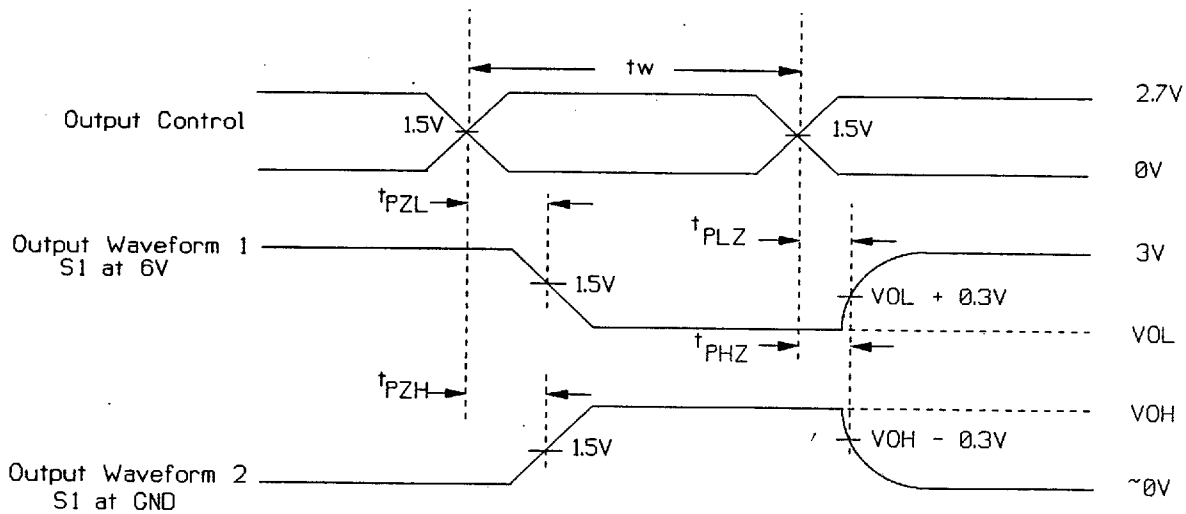 tw
2.7V
Output Control
1.5V
1.5V
0V
tPZL
tPLZ
Output Waveform 1
S1 at 6V
3V
1.5V
VOL + 0.3V
VOL
tPHZ
tPZH
VOH
1.5V
VOH - 0.3V
Output Waveform 2
S1 at GND
~0V